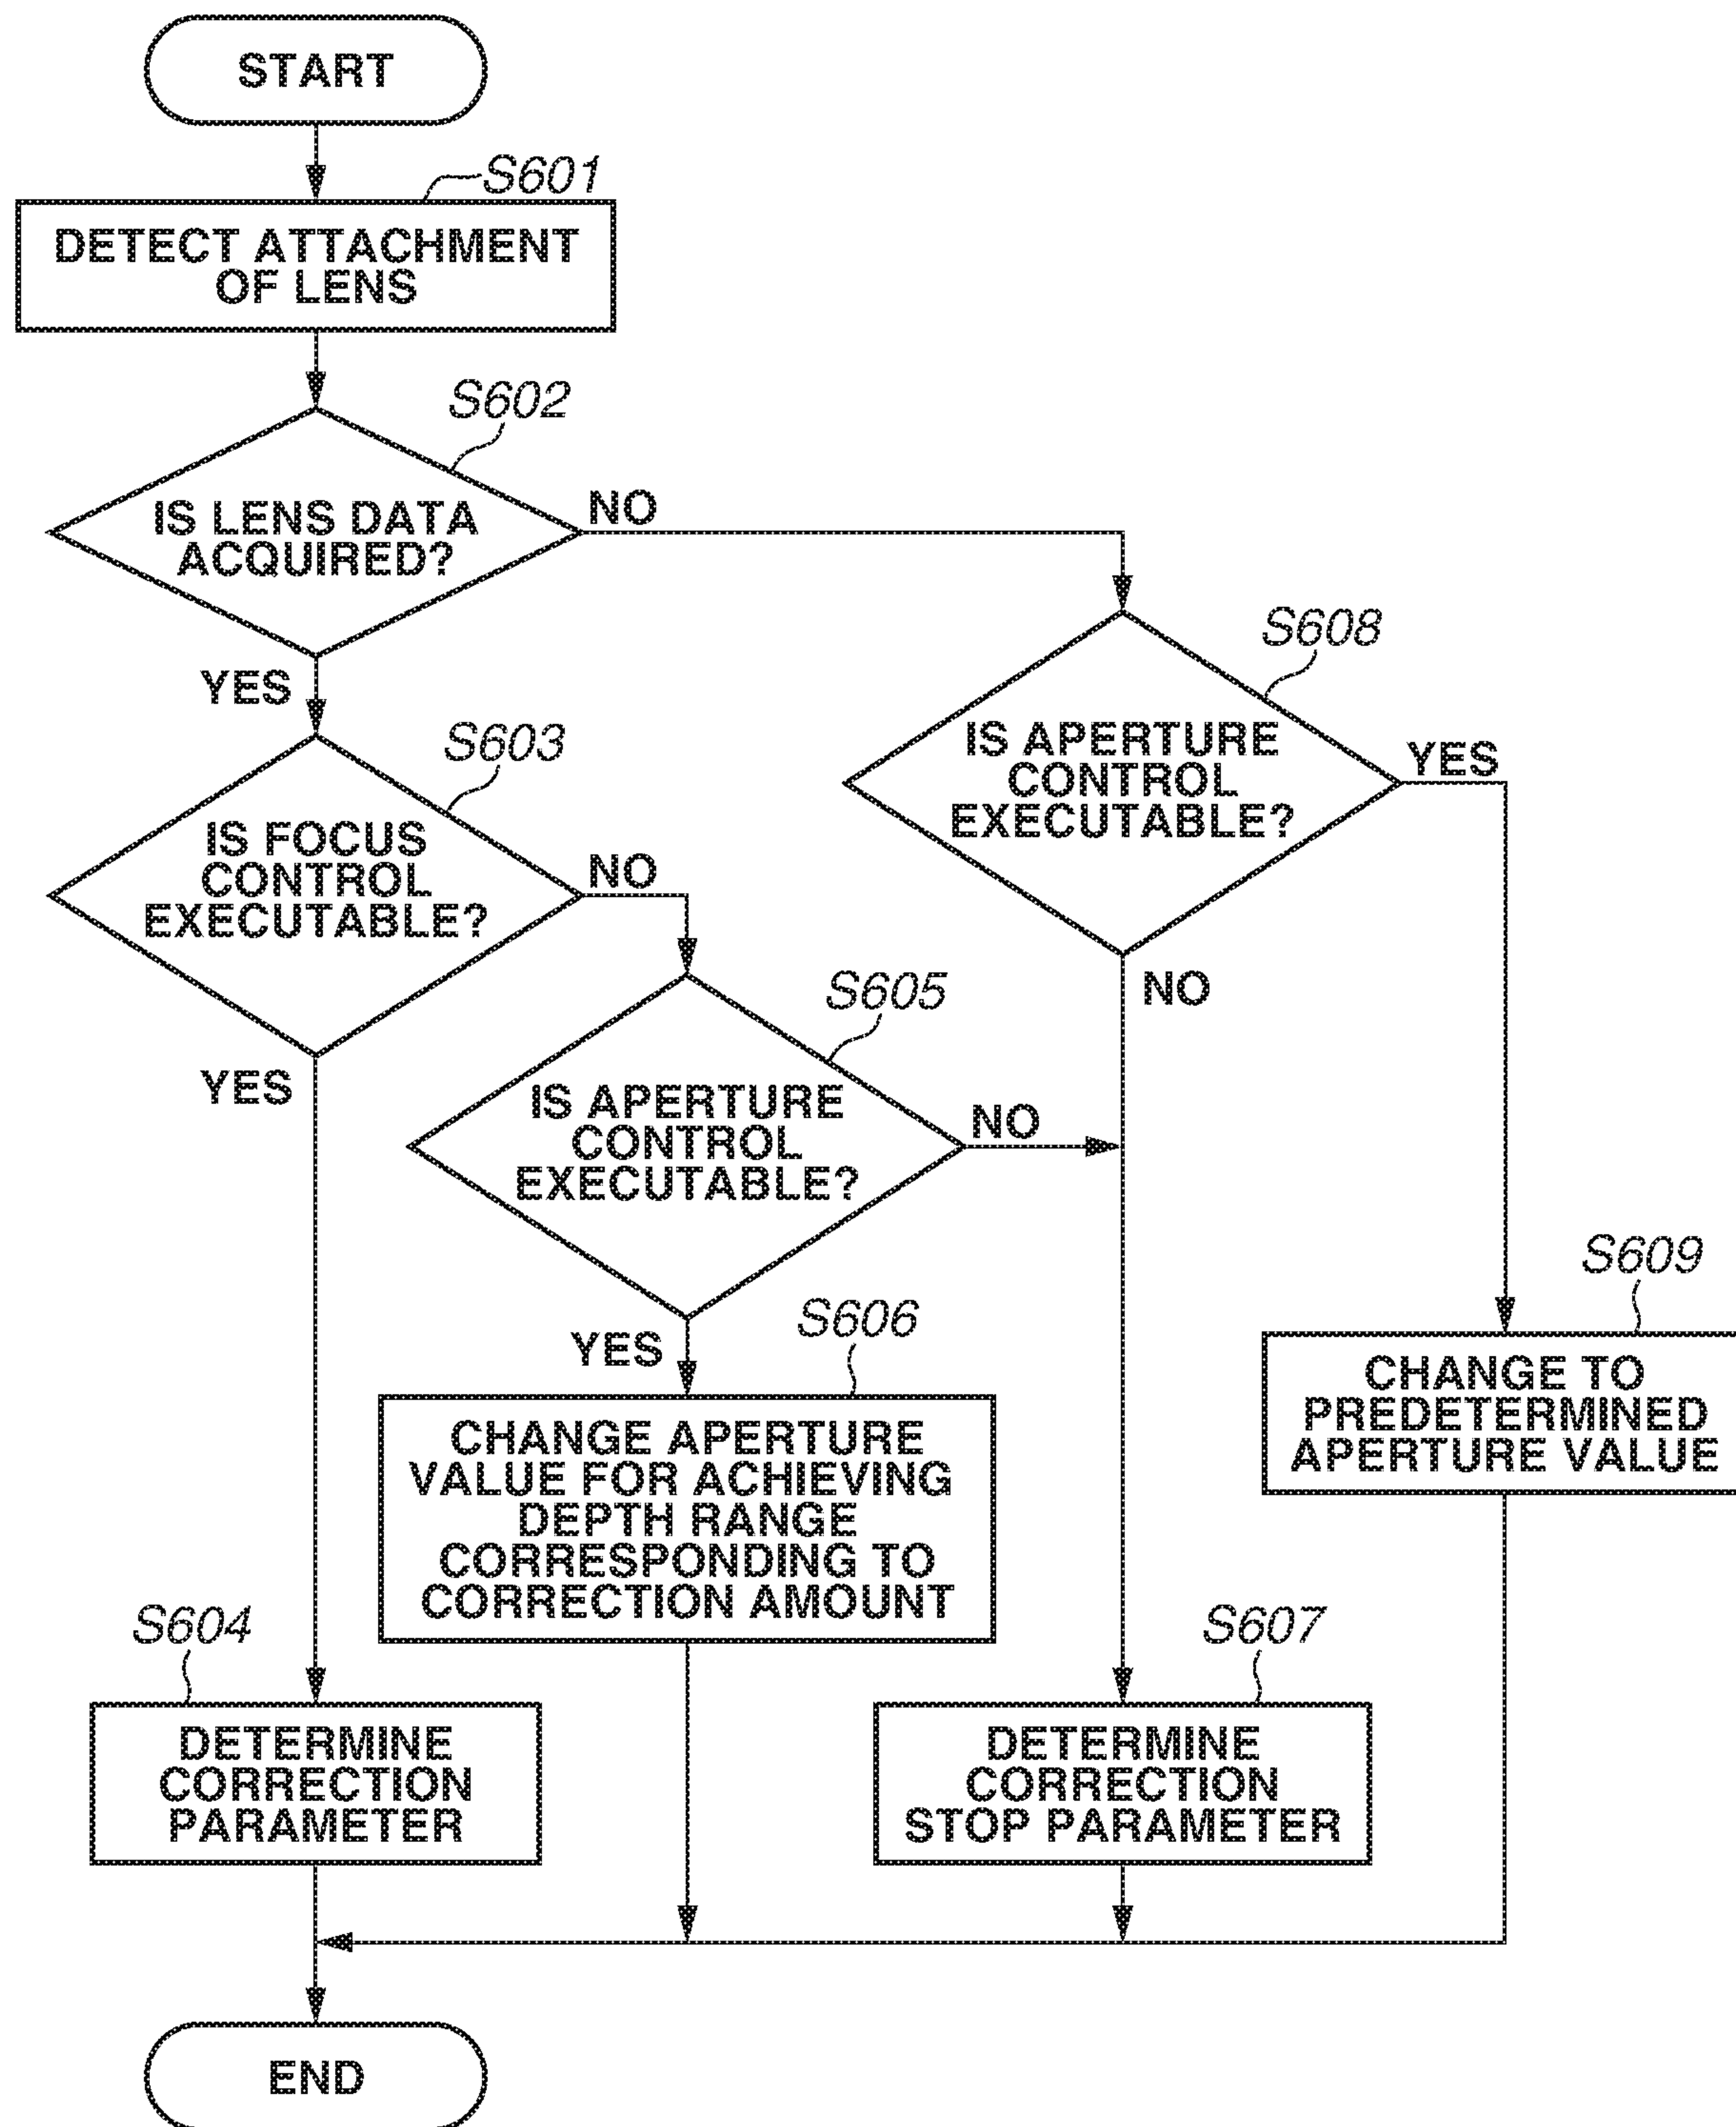 START
S601
DETECT ATTACHMENT
OF LENS
S602
IS LENS DATA
ACQUIRED?
NO
YES
S608
IS APERTURE
CONTROL
EXECUTABLE?
YES
NO
S603
IS FOCUS
CONTROL
EXECUTABLE?
NO
YES
S605
IS APERTURE
CONTROL
EXECUTABLE?
NO
YES
S606
CHANGE APERTURE
VALUE FOR ACHIEVING
DEPTH RANGE
CORRESPONDING TO
CORRECTION AMOUNT
S609
CHANGE TO
PREDETERMINED
APERTURE VALUE
S604
DETERMINE
CORRECTION
PARAMETER
S607
DETERMINE
CORRECTION
STOP PARAMETER
END